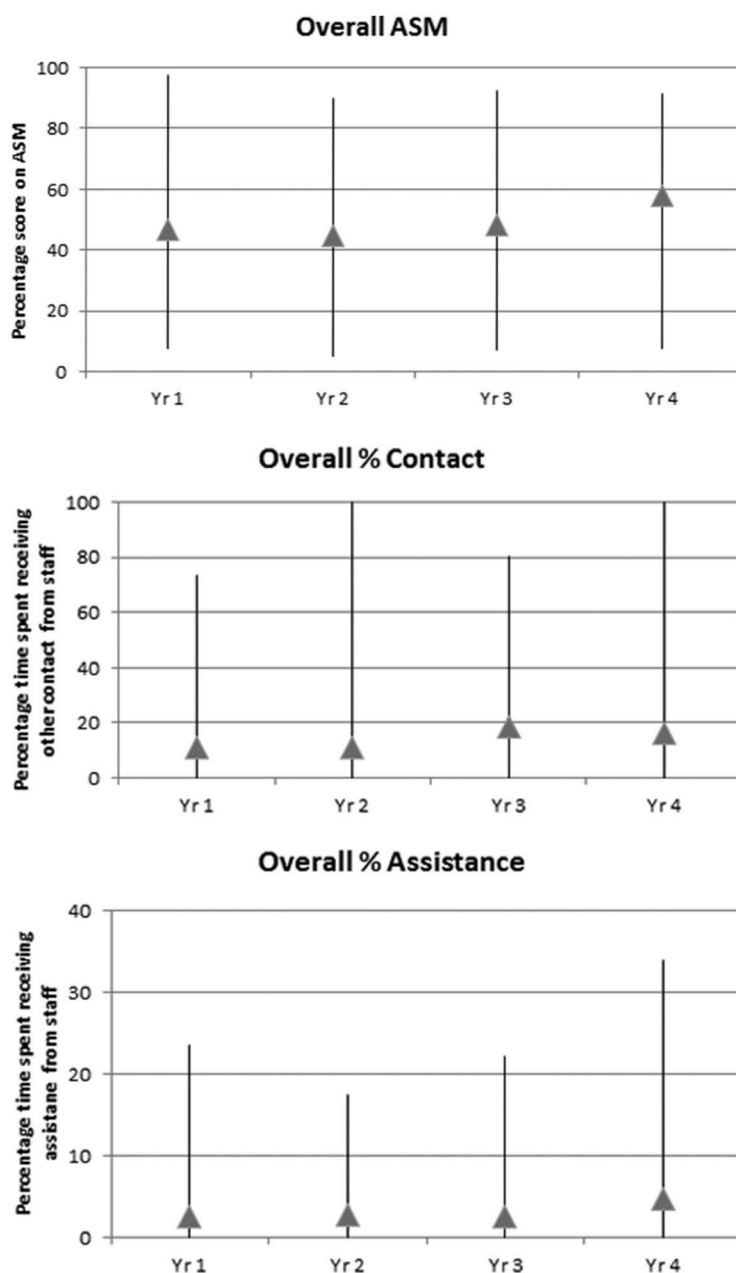 Overall ASM
Percentage score on ASM
100
80
60
40
20
0
Yr 1 Yr 2 Yr 3 Yr 4
Overall % Contact
Percentage time spent receiving
other contact from staff
100
80
60
40
20
0
Yr 1 Yr 2 Yr 3 Yr 4
Overall % Assistance
Percentage time spent receiving
assistane from staff
40
30
20
10
0
Yr 1 Yr 2 Yr 3 Yr 4